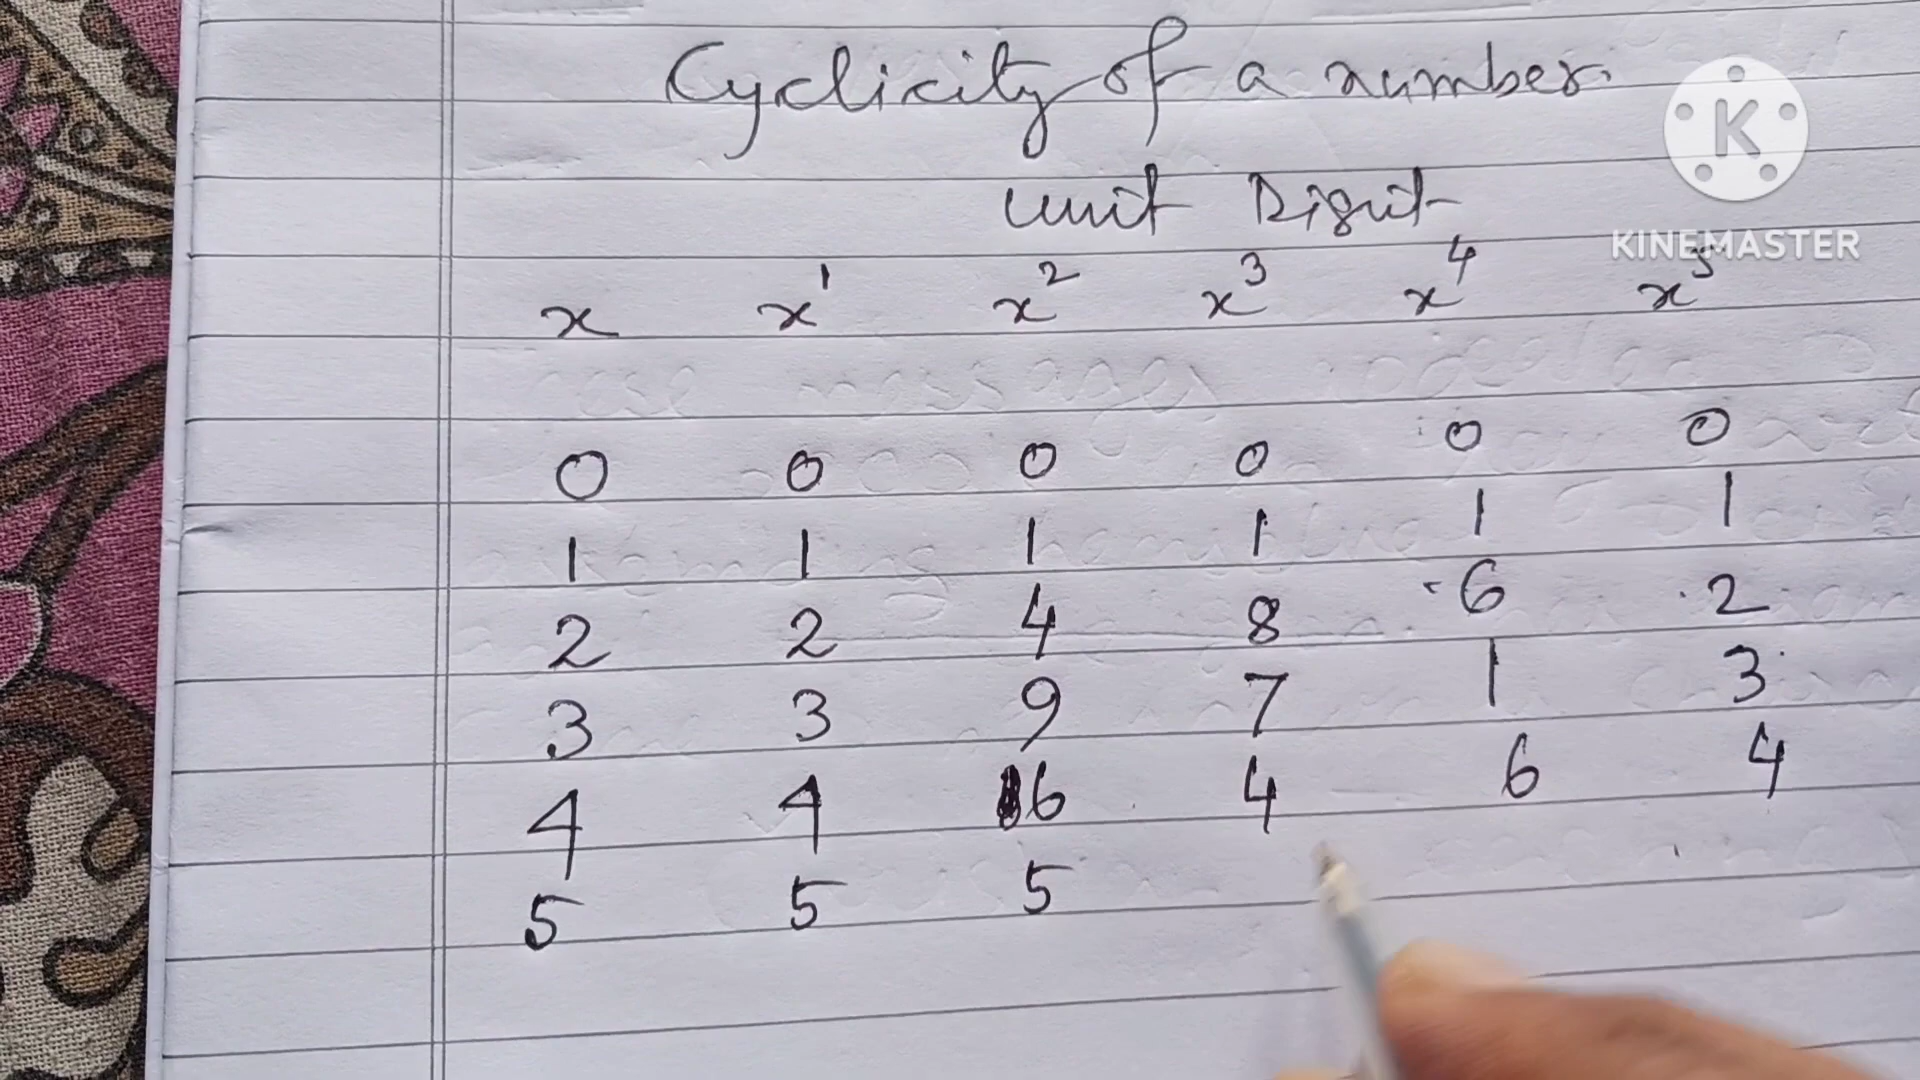 Cyclicity of a number.
Unit Digit
x x¹ x² x³ x⁴ x⁵
0 0 0 0 0 0
1 1 1 1 1 1
2 2 4 8 6 2
3 3 9 7 1 3
4 4 6 4 6 4
5 5 5
K
KINEMASTER